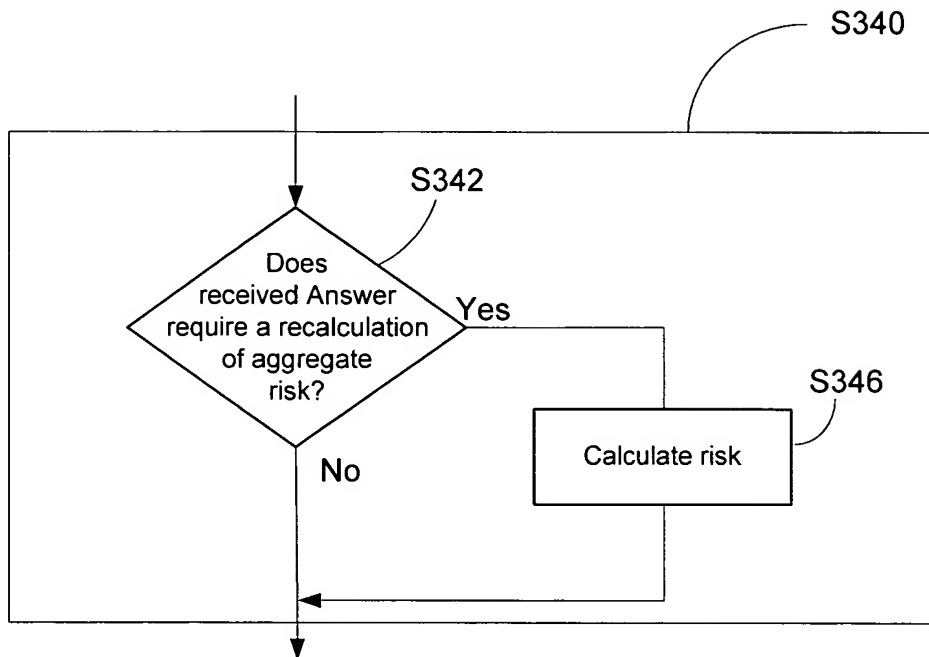 S340
S342
Does
received Answer
require a recalculation
of aggregate
risk?
Yes
S346
Calculate risk
No